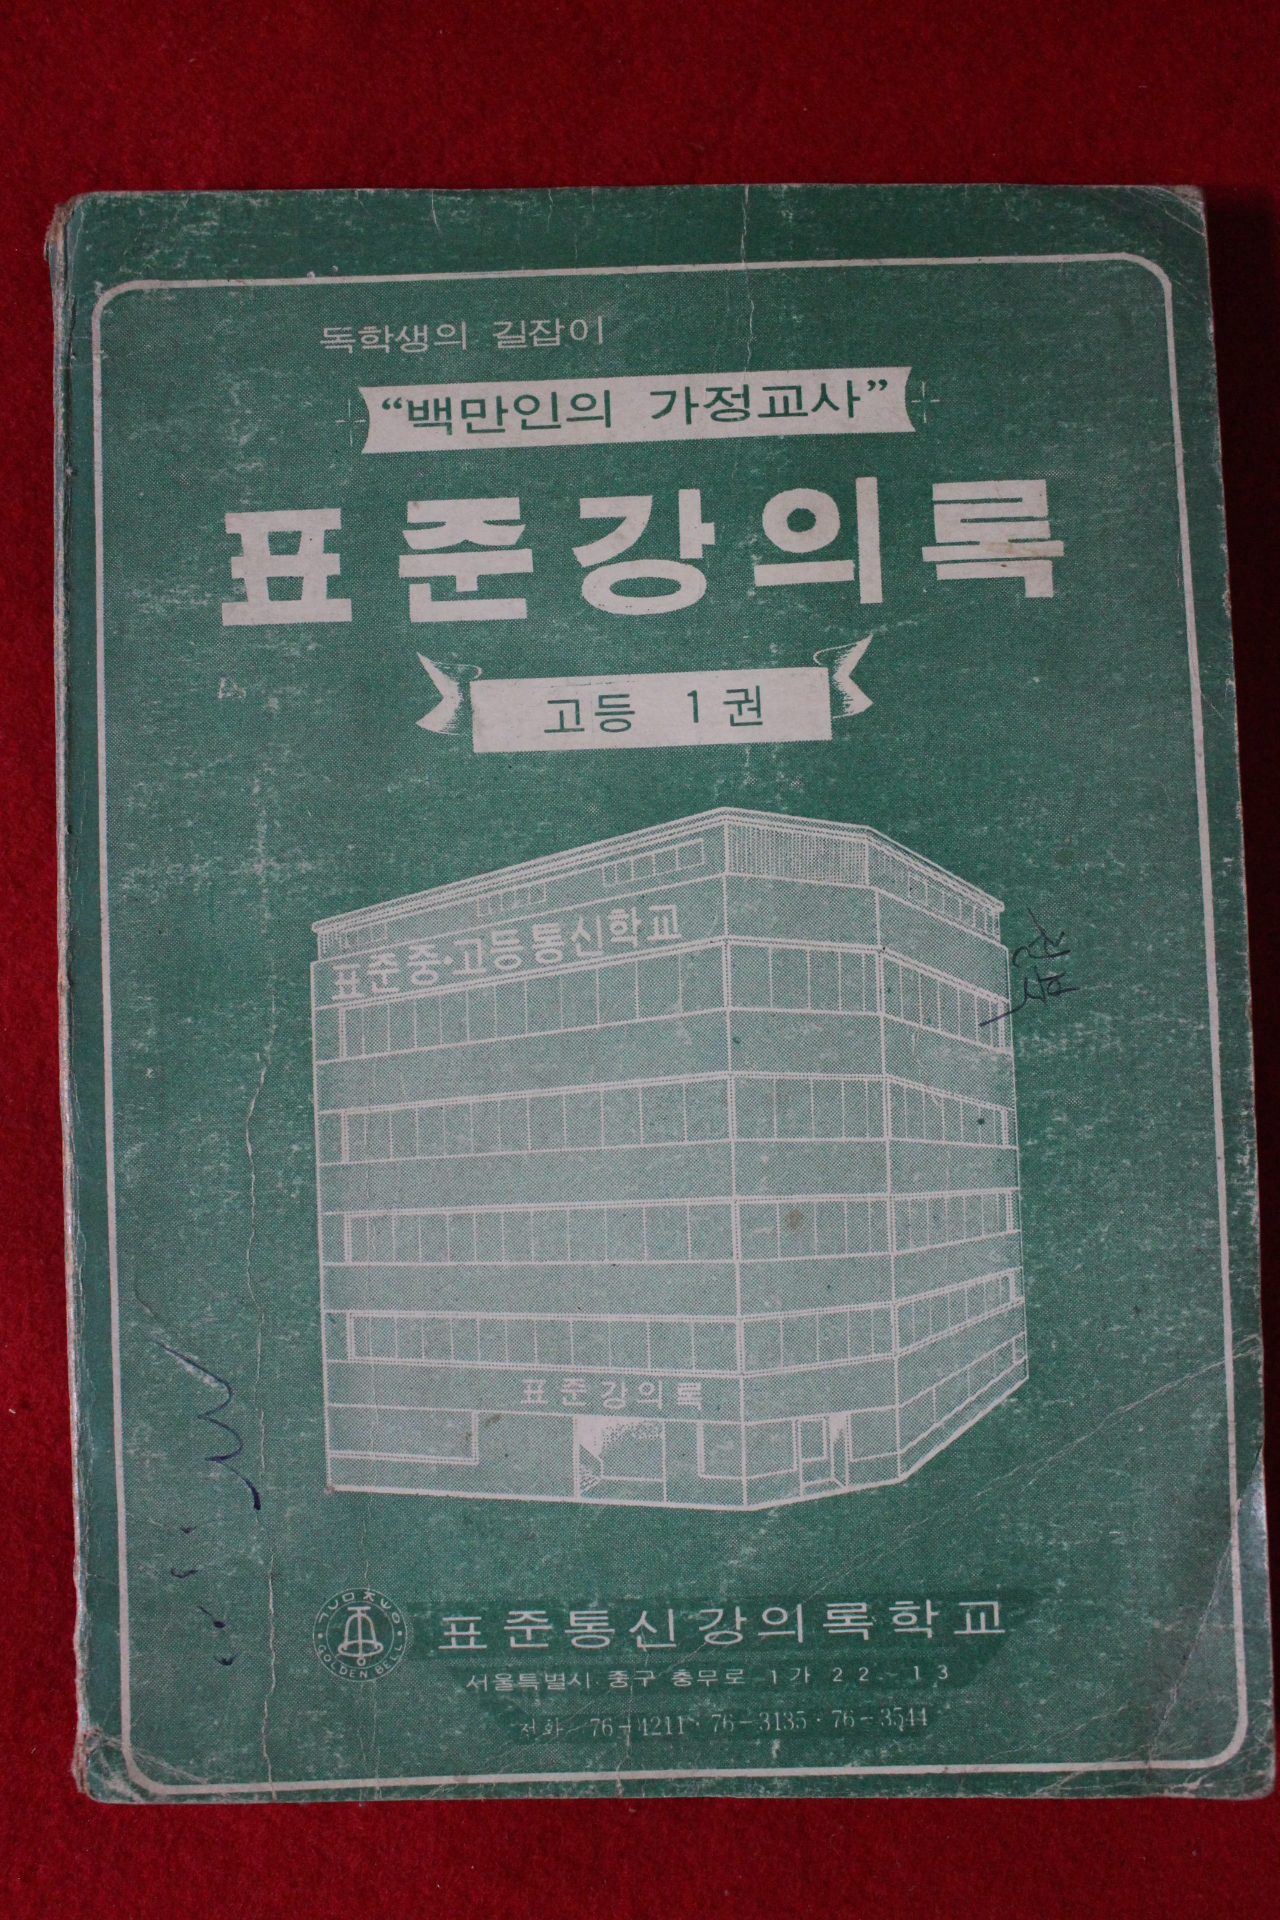 독학생의 길잡이
“백만인의 가정교사”
표준강의록
고등 1권
표준중·고등통신학교
표준강의록
GOLDEN BELL
표준통신강의록학교
서울특별시 중구 충무로 1가 22-13
전화 76-4211·76-3135·76-3544